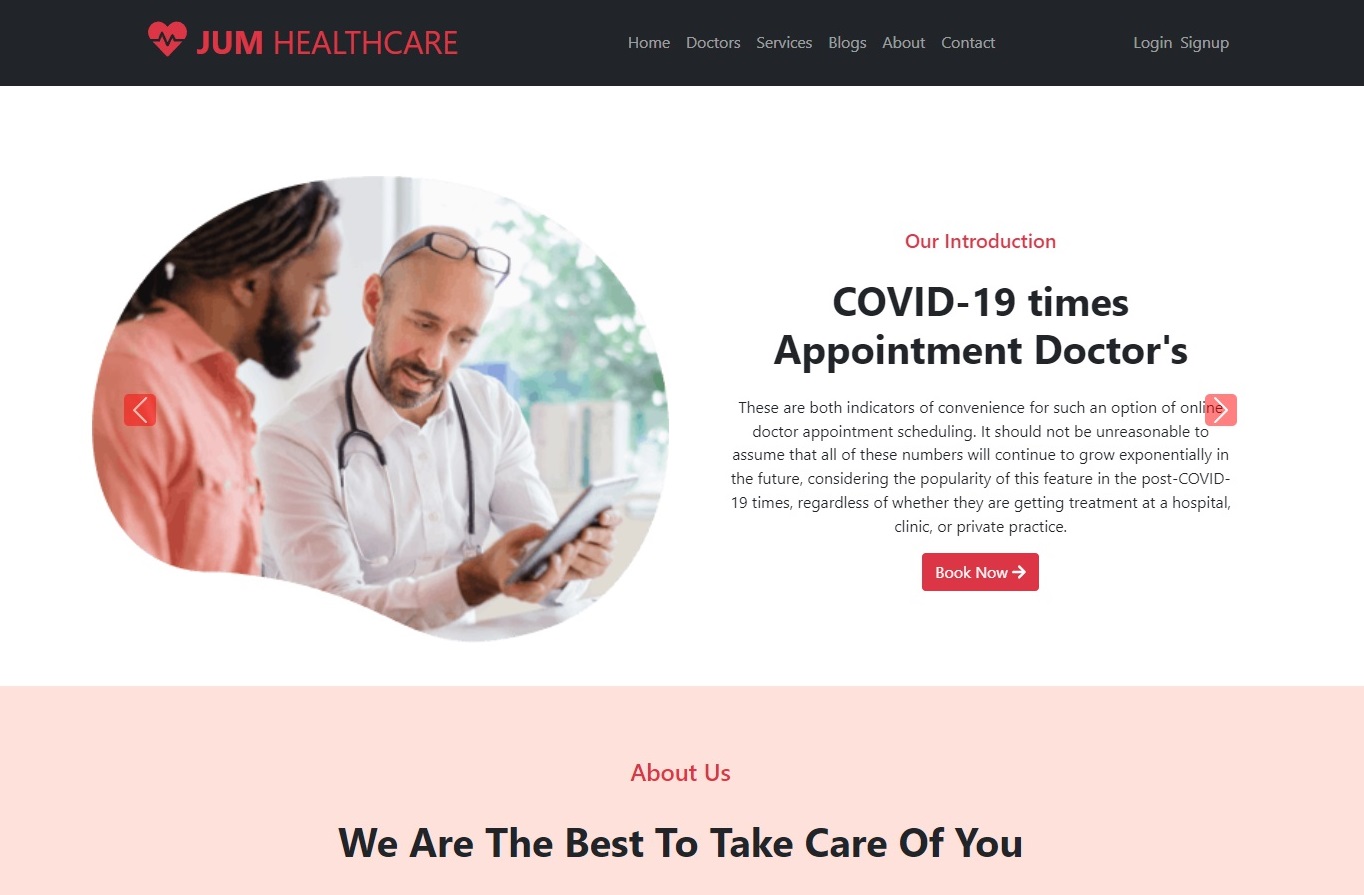 JUM HEALTHCARE
Home Doctors Services Blogs About Contact
Login Signup
Our Introduction
COVID-19 times
Appointment Doctor's
These are both indicators of convenience for such an option of online
doctor appointment scheduling. It should not be unreasonable to
assume that all of these numbers will continue to grow exponentially in
the future, considering the popularity of this feature in the post-COVID-
19 times, regardless of whether they are getting treatment at a hospital,
clinic, or private practice.
Book Now
About Us
We Are The Best To Take Care Of You